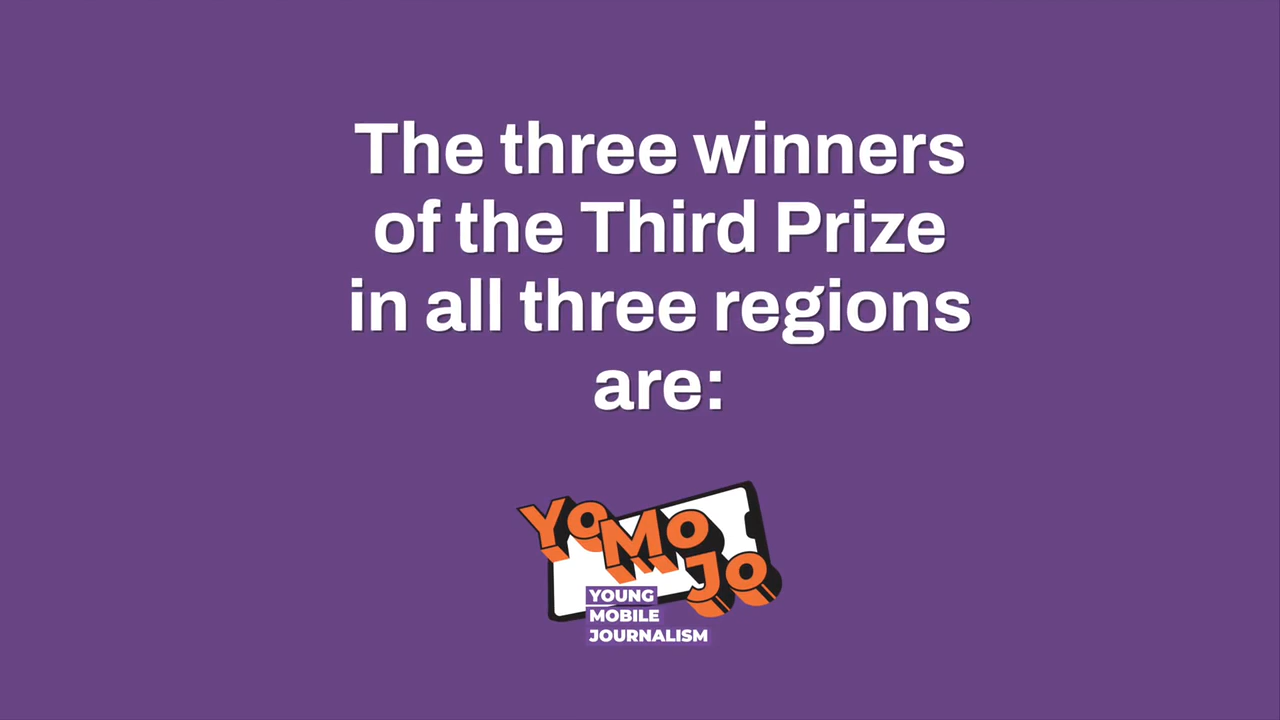 The three winners
of the Third Prize
in all three regions
are:
YoMoJo
YOUNG
MOBILE
JOURNALISM